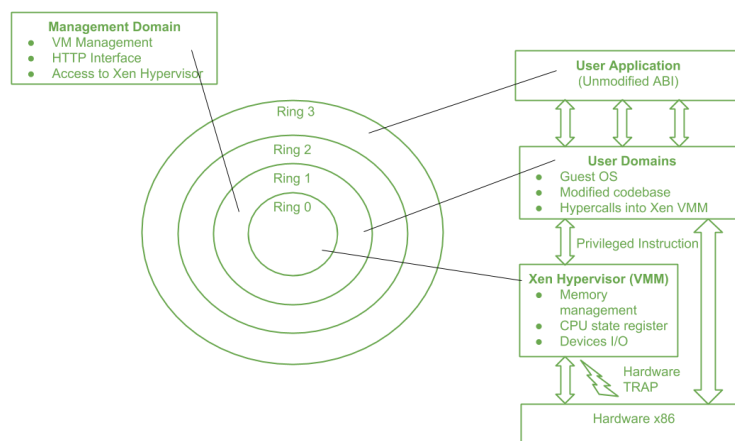 Management Domain
● VM Management
● HTTP Interface
● Access to Xen Hypervisor
Ring 3
Ring 2
Ring 1
Ring 0
User Application
(Unmodified ABI)
User Domains
● Guest OS
● Modified codebase
● Hypercalls into Xen VMM
Privileged Instruction
Xen Hypervisor (VMM)
● Memory
management
● CPU state register
● Devices I/O
Hardware
TRAP
Hardware x86